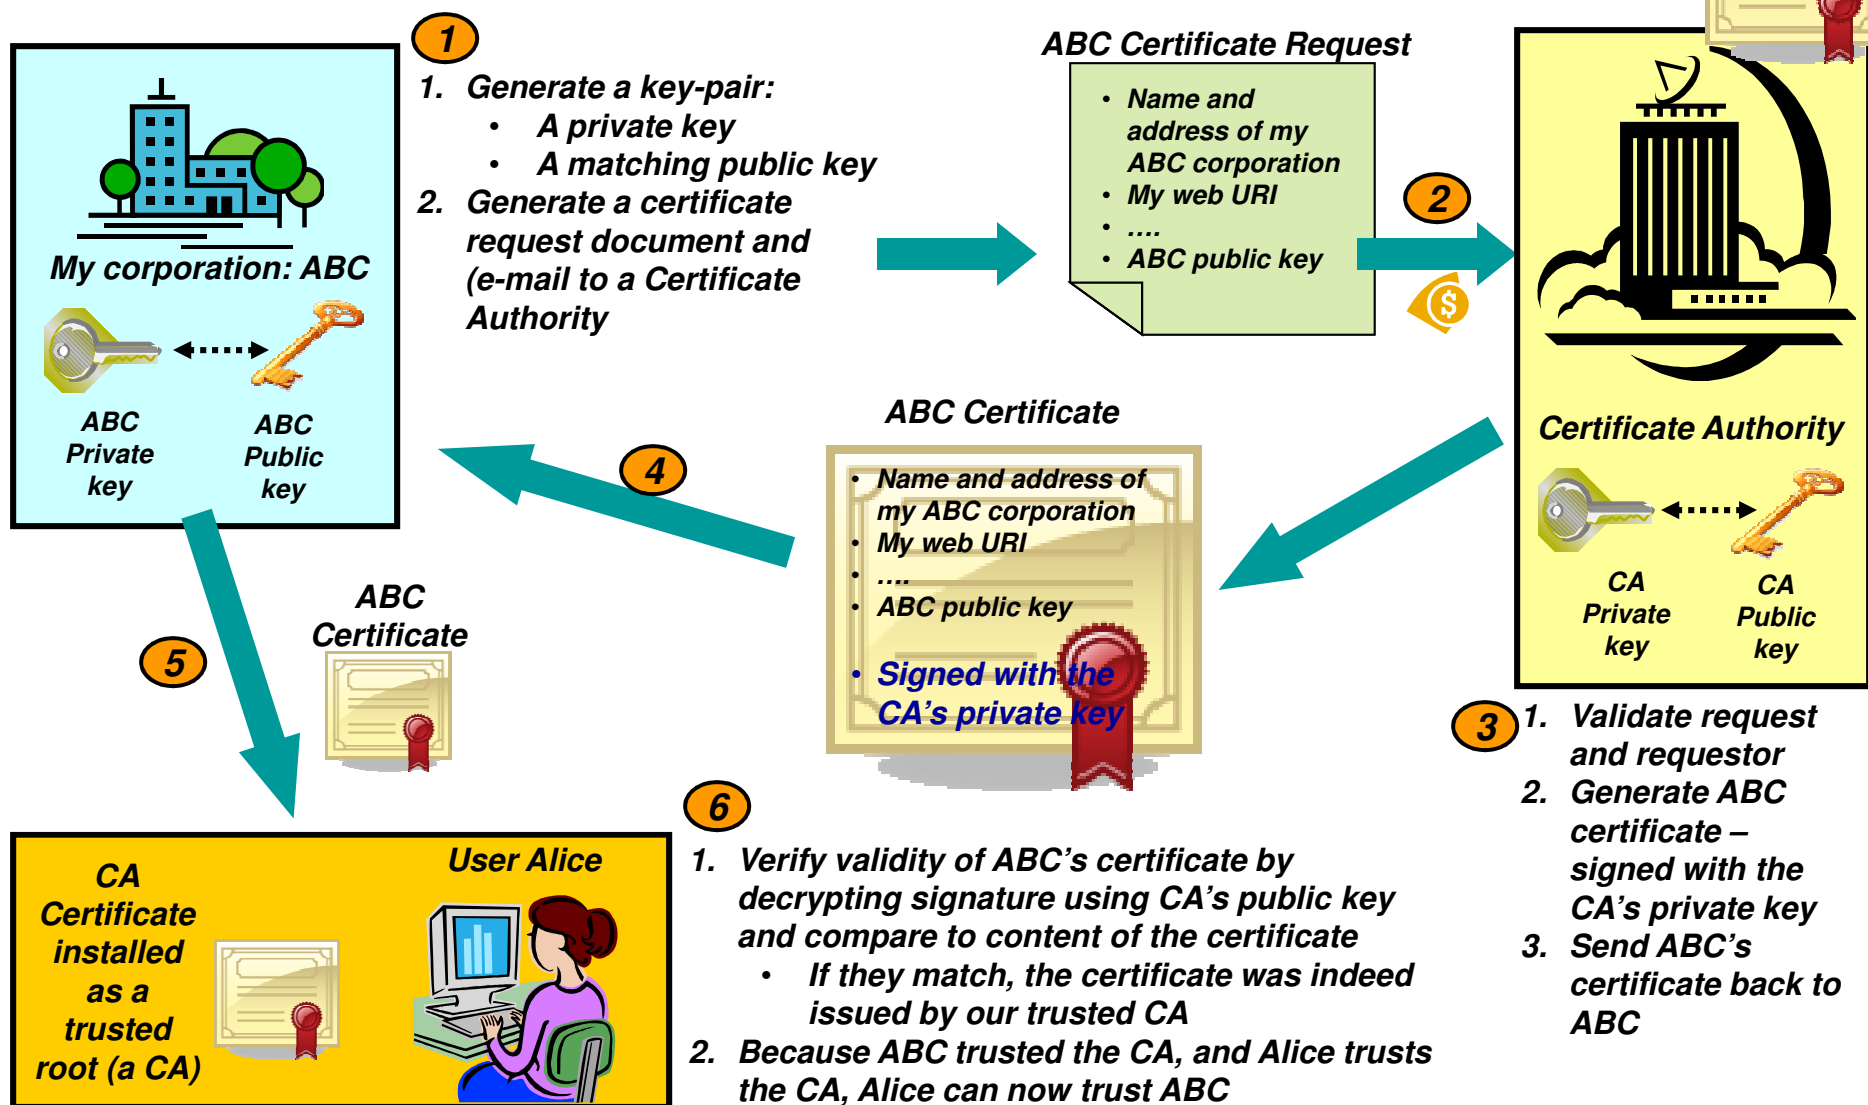 1
1. Generate a key-pair:
• A private key
• A matching public key
2. Generate a certificate
request document and
(e-mail to a Certificate
Authority
My corporation: ABC
ABC
Private
key
ABC
Public
key
ABC Certificate Request
• Name and
address of my
ABC corporation
• My web URI
• ....
• ABC public key
2
$
Certificate Authority
CA
Private
key
CA
Public
key
3
1. Validate request
and requestor
2. Generate ABC
certificate –
signed with the
CA’s private key
3. Send ABC’s
certificate back to
ABC
ABC Certificate
• Name and address of
my ABC corporation
• My web URI
• ....
• ABC public key
• Signed with the
CA’s private key
4
5
ABC
Certificate
CA
Certificate
installed
as a
trusted
root (a CA)
User Alice
6
1. Verify validity of ABC’s certificate by
decrypting signature using CA’s public key
and compare to content of the certificate
• If they match, the certificate was indeed
issued by our trusted CA
2. Because ABC trusted the CA, and Alice trusts
the CA, Alice can now trust ABC